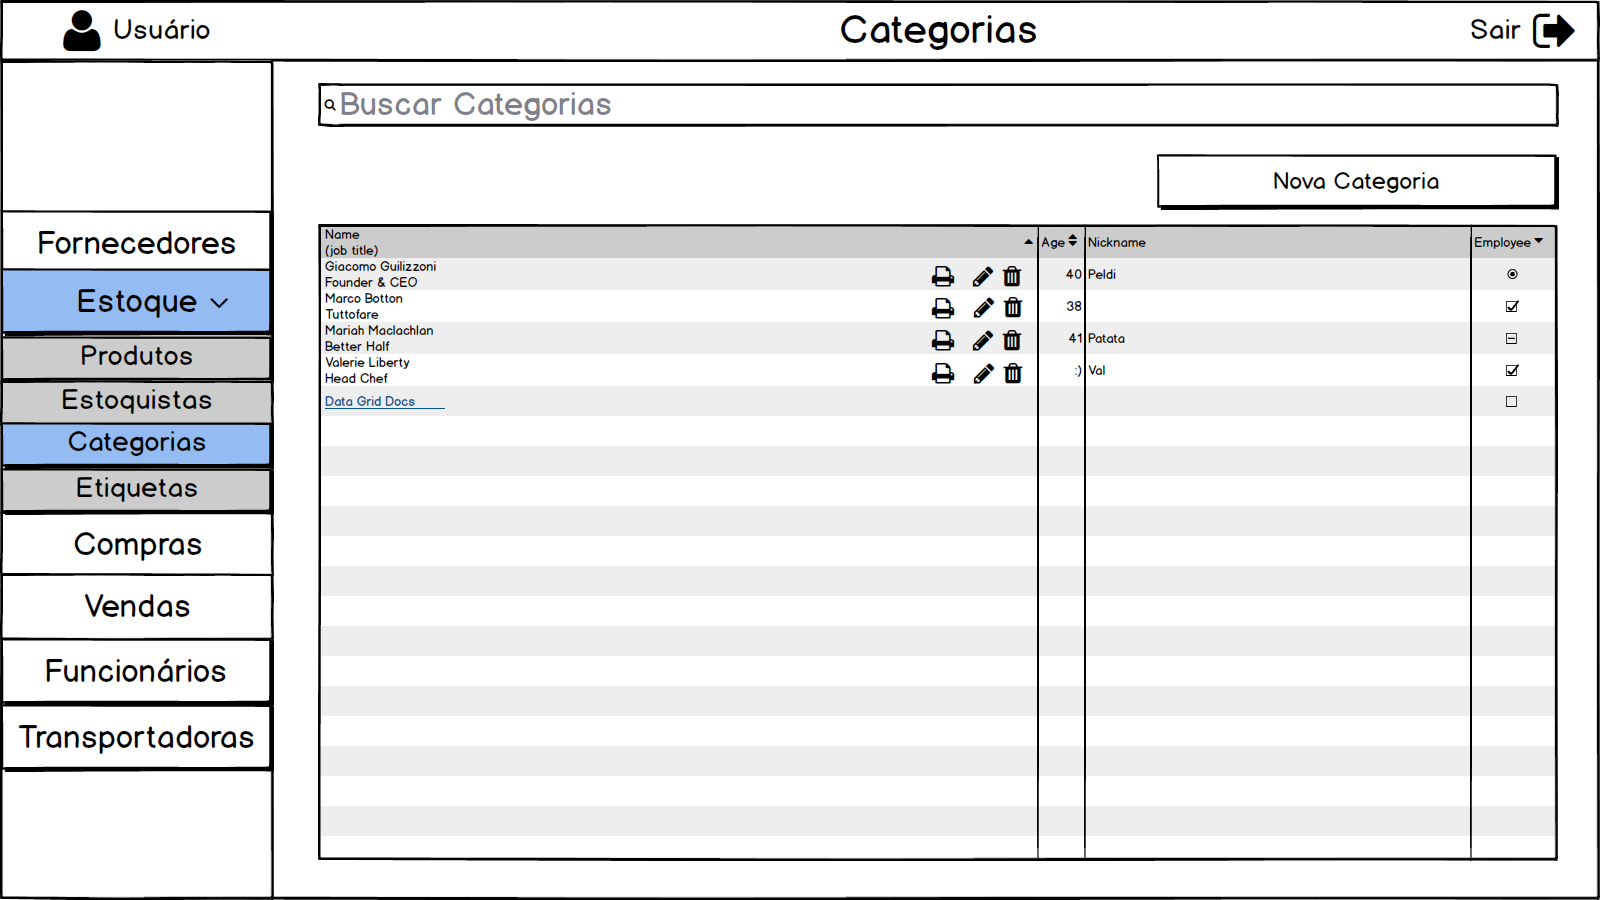 Usuário
Categorias
Sair
Buscar Categorias
Nova Categoria
Fornecedores
Estoque
Produtos
Estoquistas
Categorias
Etiquetas
Compras
Vendas
Funcionários
Transportadoras
Name
(job title)
Age
Nickname
Employee
Giacomo Guilizzoni
Founder & CEO
40
Peldi
Marco Botton
Tuttofare
38
Mariah Maclachlan
Better Half
41
Patata
Valerie Liberty
Head Chef
:)
Val
Data Grid Docs